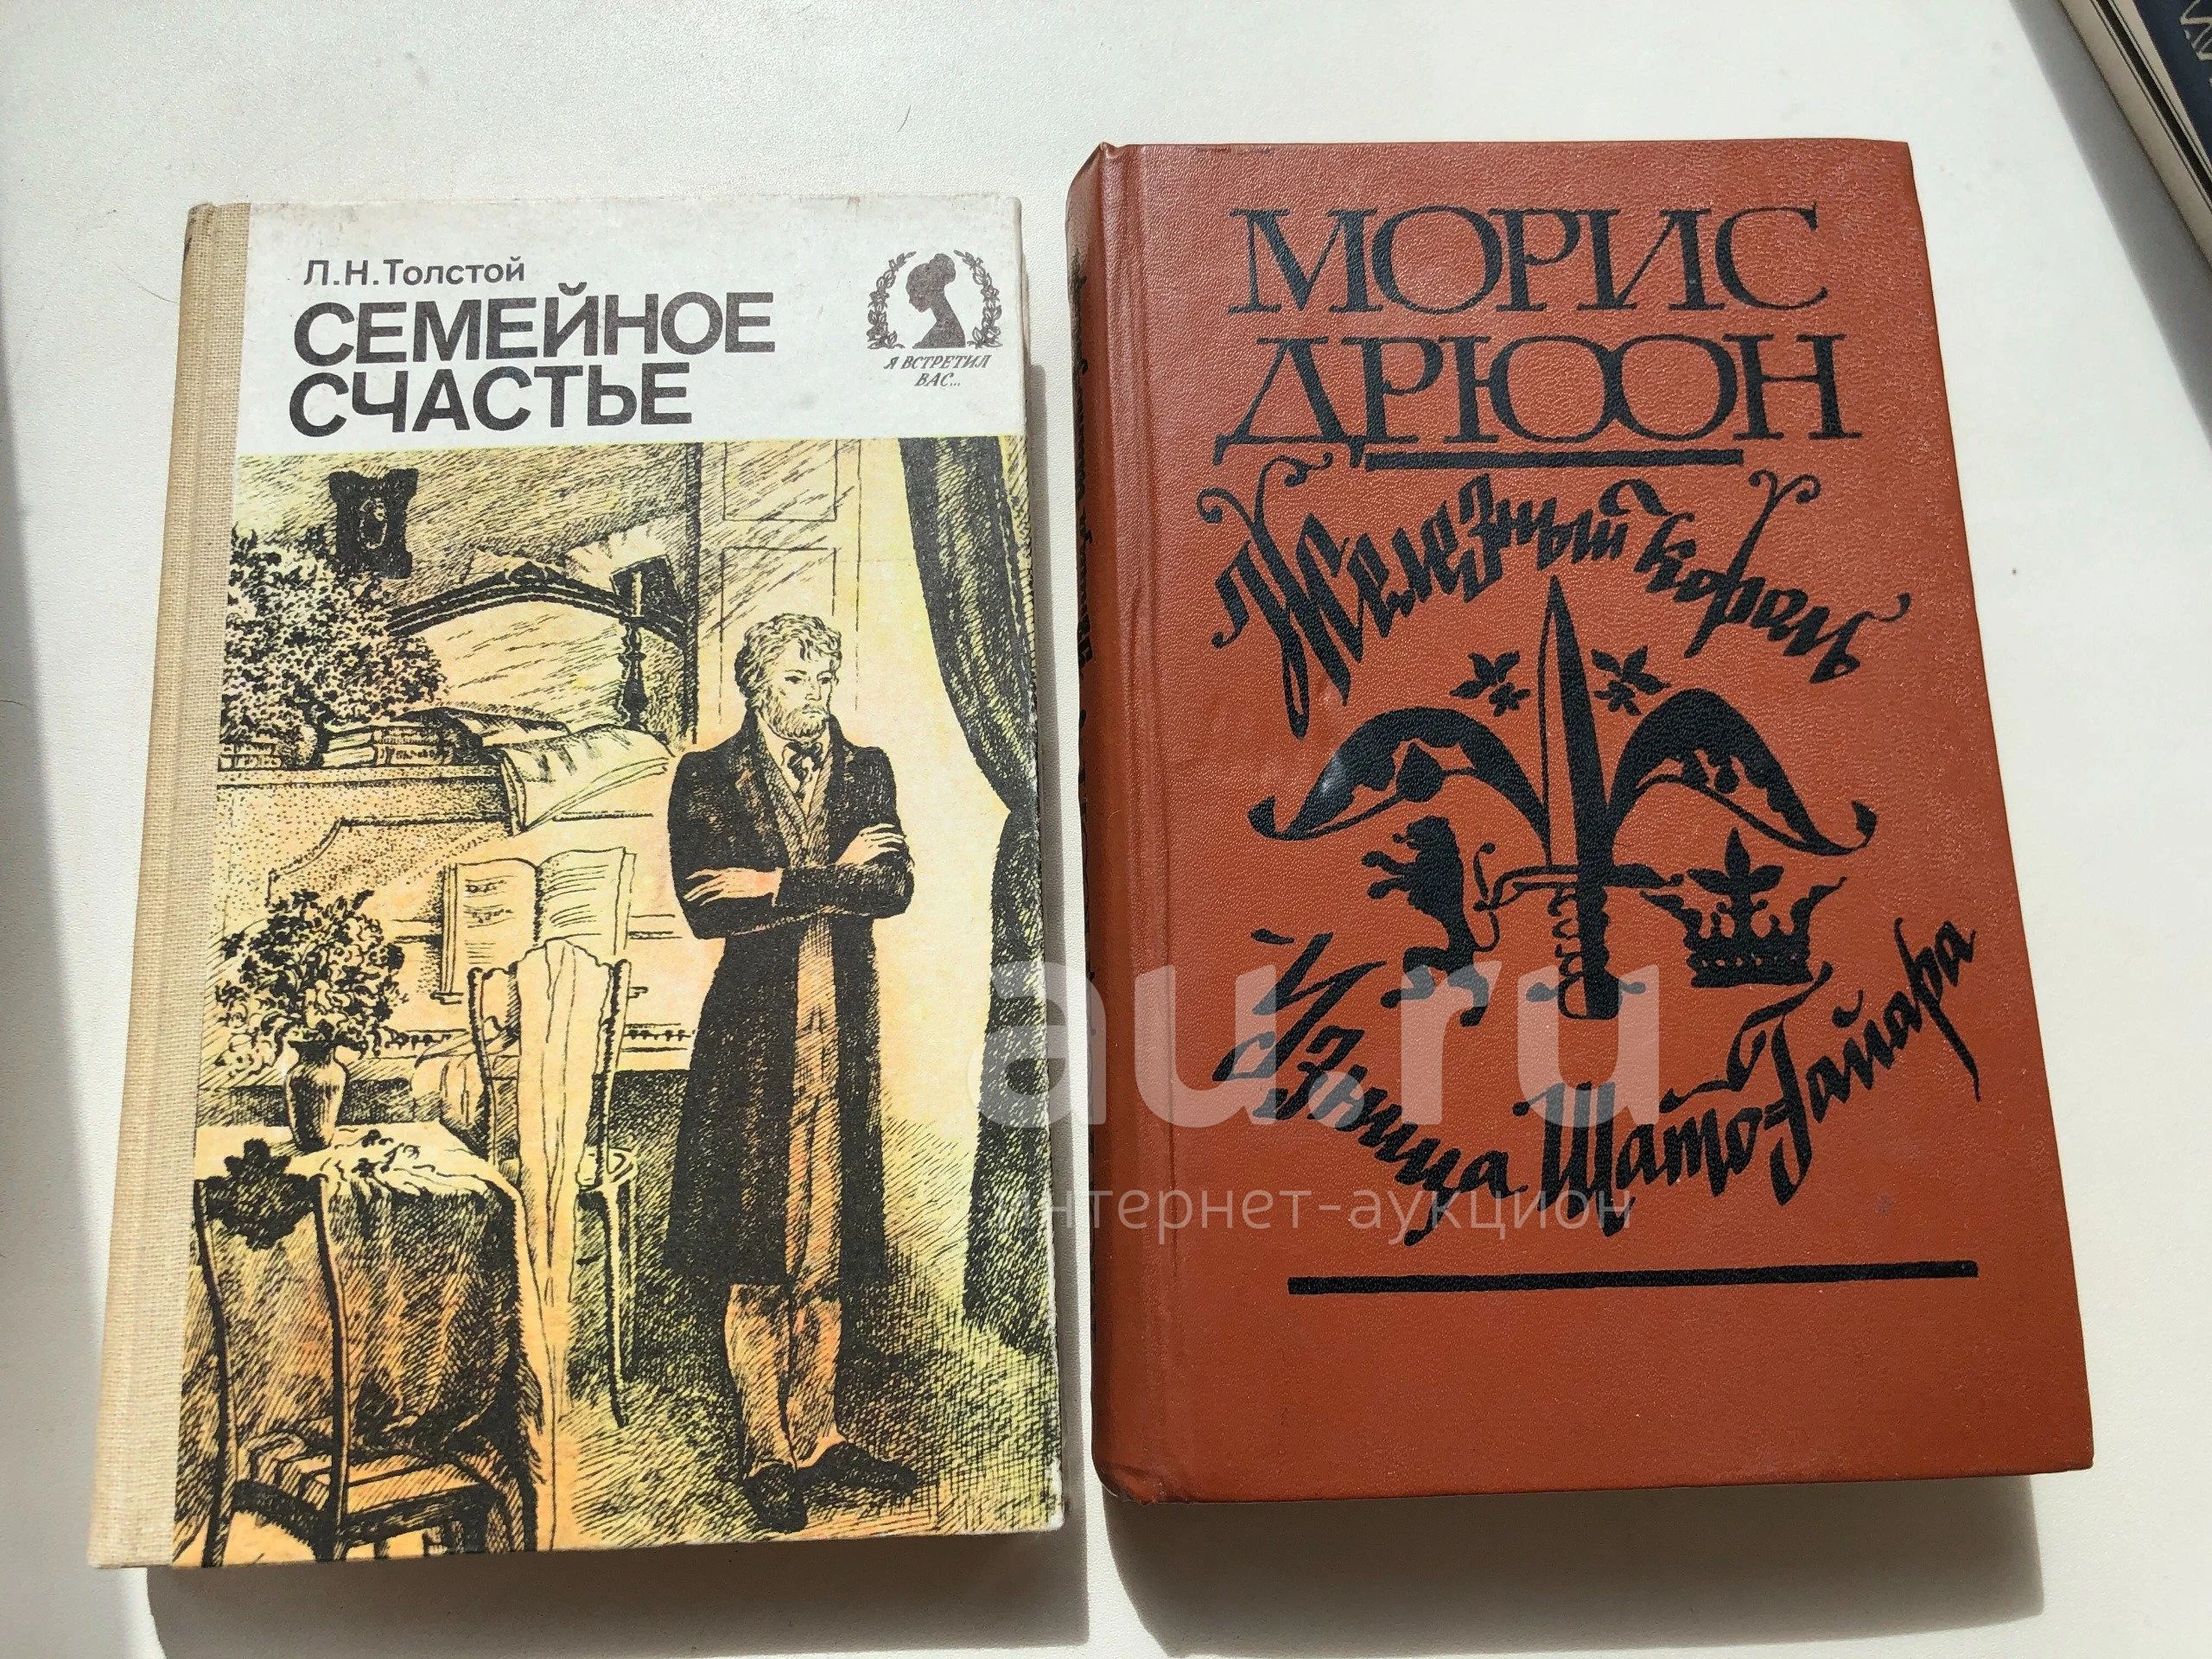 Л.Н.Толстой
СЕМЕЙНОЕ
СЧАСТЬЕ
Я ВСТРЕТИЛ
ВАС...
МОРИС
ДРЮОН
Железный король
Узница Шато-Гайара
au.ru
интернет-аукцион